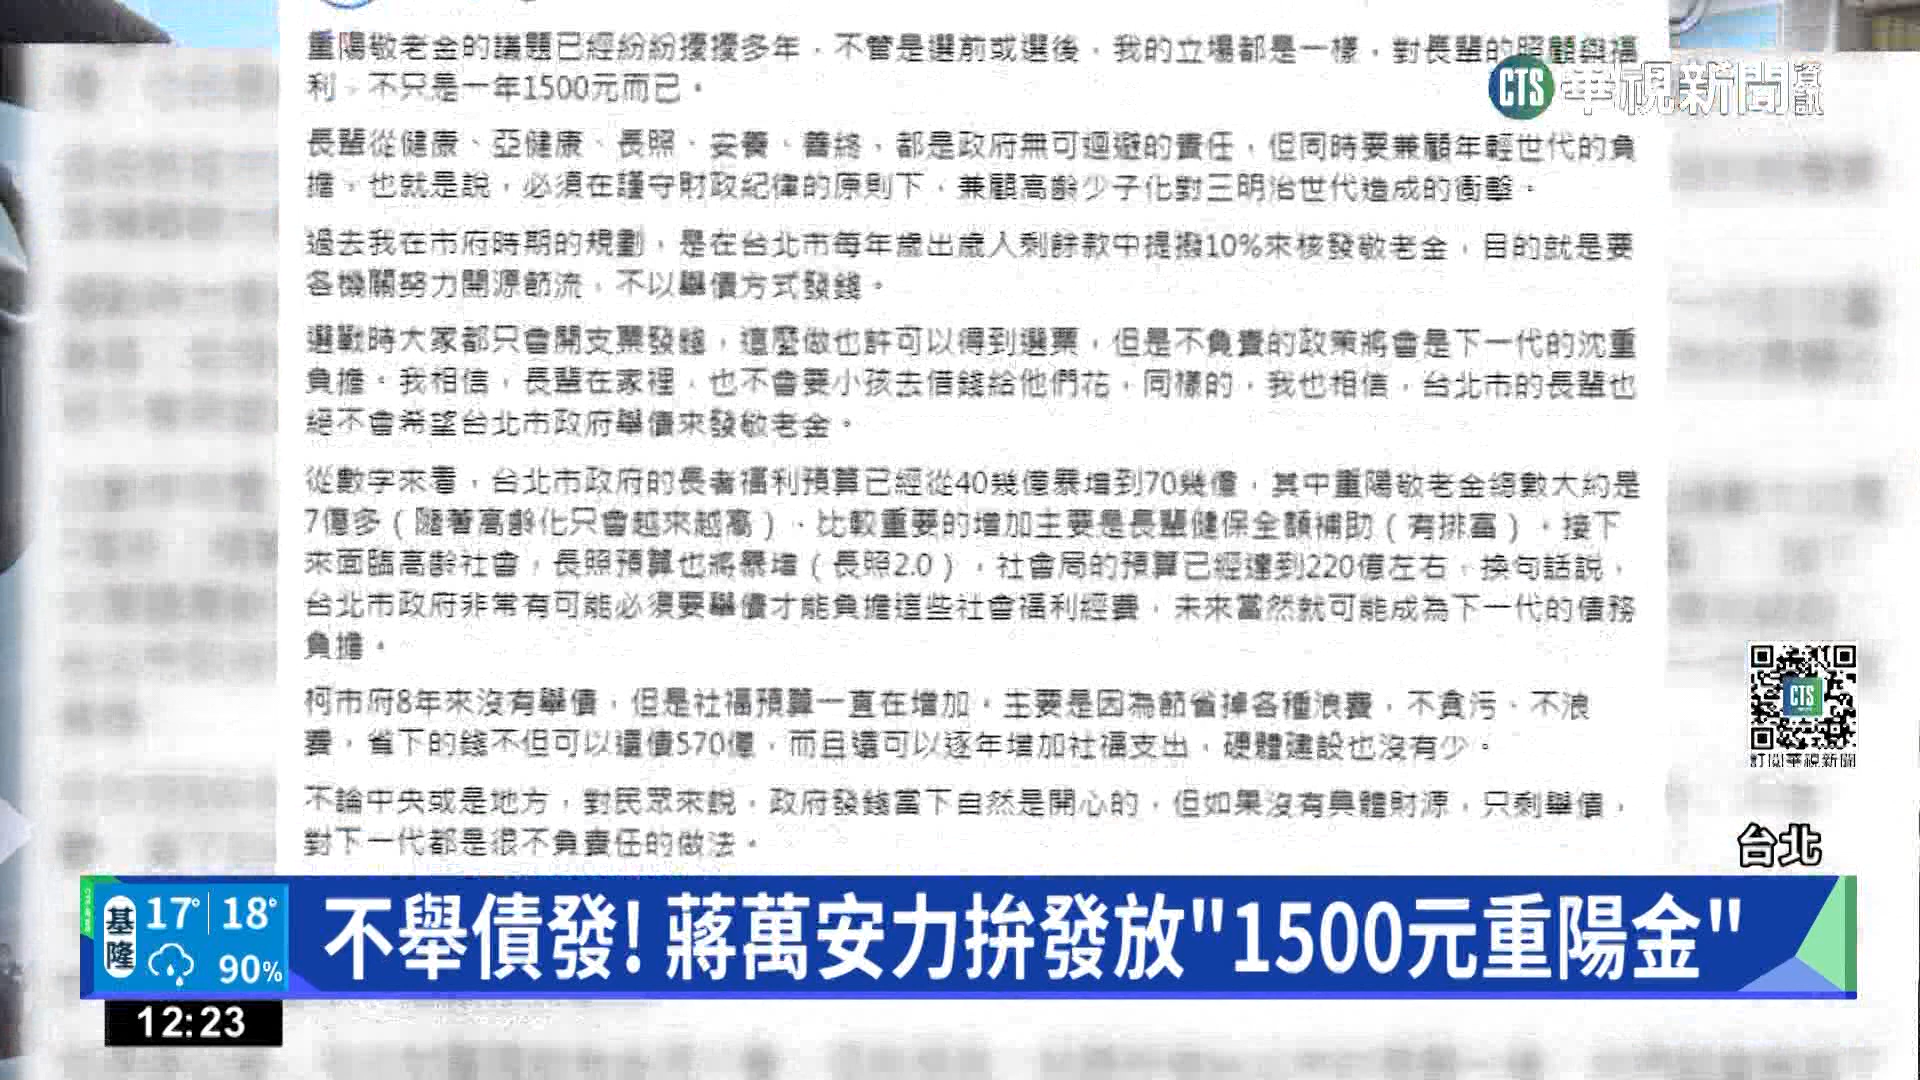 重陽敬老金的議題已經紛紛擾擾多年，不管是選前或選後，我的立場都是一樣，對長輩的照顧與福
利，不只是一年1500元而已。
CTS 華視新聞資訊
長輩從健康、亞健康、長照、安養、善終，都是政府無可迴避的責任，但同時要兼顧年輕世代的負
擔，也就是說，必須在謹守財政紀律的原則下，兼顧高齡少子化對三明治世代造成的衝擊。
過去我在市府時期的規劃，是在台北市每年歲出歲入剩餘款中提撥10%來核發敬老金，目的就是要
各機關努力開源節流，不以舉債方式發錢。
選戰時大家都只會開支票發錢，這麼做也許可以得到選票，但是不負責的政策將會是下一代的沈重
負擔。我相信，長輩在家裡，也不會要小孩去借錢給他們花，同樣的，我也相信，台北市的長輩也
絕不會希望台北市政府舉債來發敬老金。
從數字來看，台北市政府的長者福利預算已經從40幾億暴增到70幾億，其中重陽敬老金總數大約是
7億多（隨著高齡化只會越來越高）、比較重要的增加主要是長輩健保全額補助（有排富），接下
來面臨高齡社會，長照預算也將暴增（長照2.0），社會局的預算已經達到220億左右，換句話說，
台北市政府非常有可能必須要舉債才能負擔這些社會福利經費，未來當然就可能成為下一代的債務
負擔。
柯市府8年來沒有舉債，但是社福預算一直在增加，主要是因為節省掉各種浪費，不貪污、不浪
費，省下的錢不但可以還債570億，而且還可以逐年增加社福支出，硬體建設也沒有少。
CTS
訂閱華視新聞
不論中央或是地方，對民眾來說，政府發錢當下自然是開心的，但如果沒有具體財源，只剩舉債，
對下一代都是很不負責任的做法。
台北
基隆 17° 18°
90%
不舉債發！蔣萬安力拚發放"1500元重陽金"
12:23